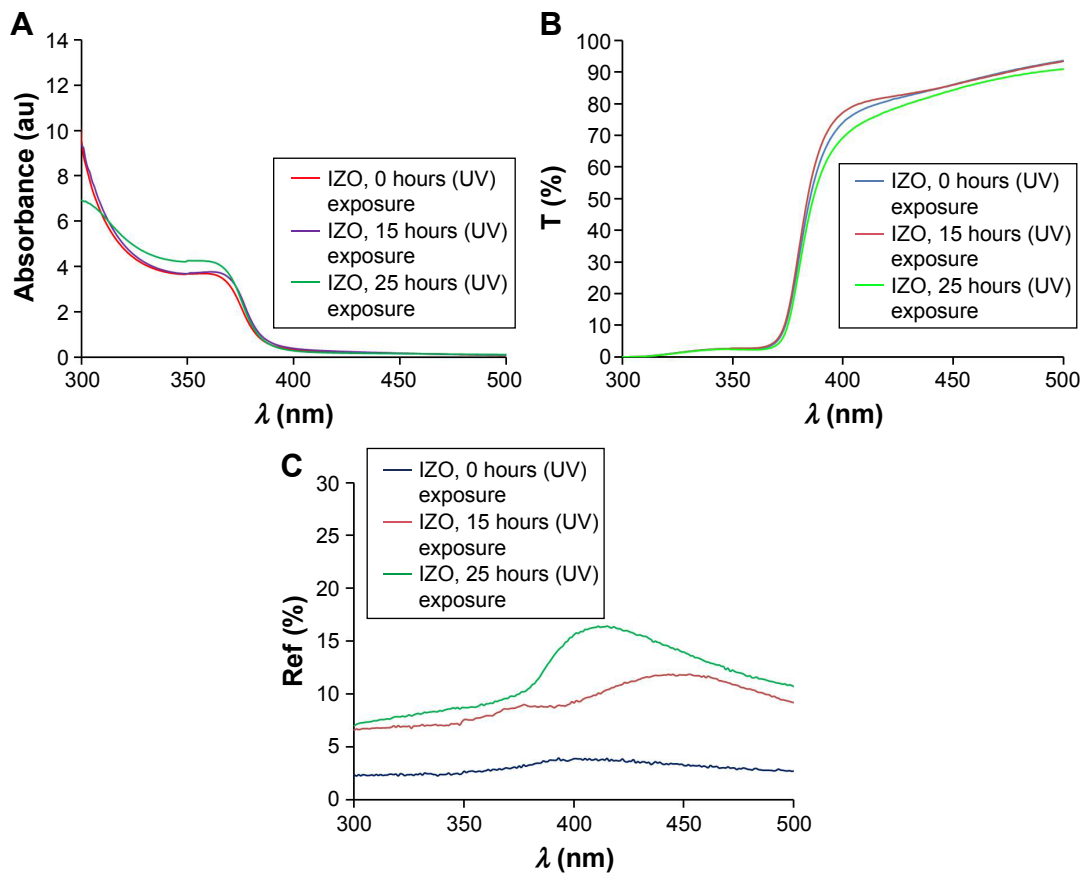 A
14
12
10
8
6
4
2
0
300
350
400
450
500
Absorbance (au)
λ (nm)
IZO, 0 hours (UV)
exposure
IZO, 15 hours (UV)
exposure
IZO, 25 hours (UV)
exposure
B
100
90
80
70
60
50
40
30
20
10
0
300
350
400
450
500
T (%)
λ (nm)
IZO, 0 hours (UV)
exposure
IZO, 15 hours (UV)
exposure
IZO, 25 hours (UV)
exposure
C
30
25
20
15
10
5
0
300
350
400
450
500
Ref (%)
λ (nm)
IZO, 0 hours (UV)
exposure
IZO, 15 hours (UV)
exposure
IZO, 25 hours (UV)
exposure